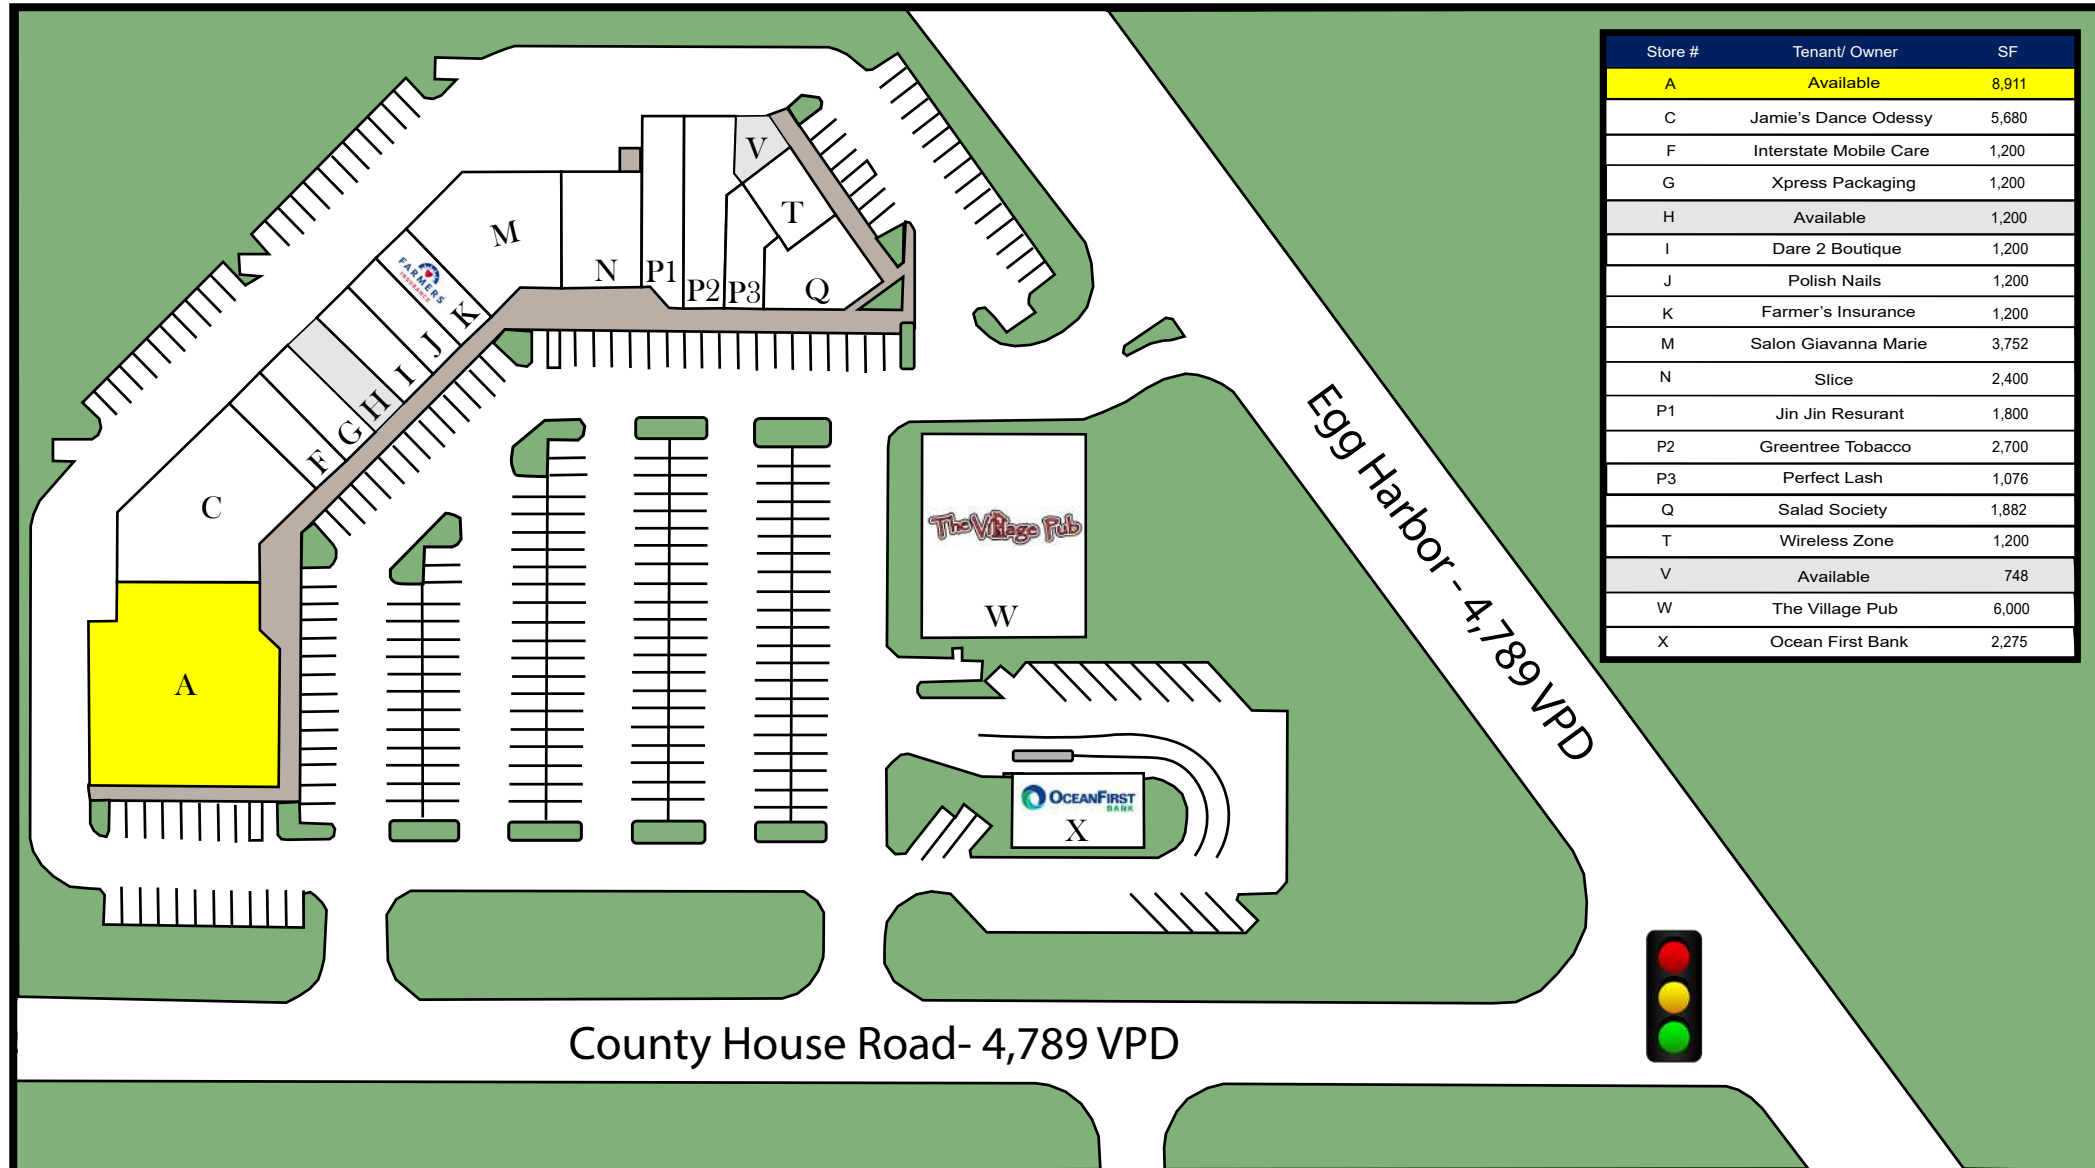 Store # Tenant/ Owner SF
A Available 8,911
C Jamie's Dance Odessy 5,680
F Interstate Mobile Care 1,200
G Xpress Packaging 1,200
H Available 1,200
I Dare 2 Boutique 1,200
J Polish Nails 1,200
K Farmer's Insurance 1,200
M Salon Giavanna Marie 3,752
N Slice 2,400
P1 Jin Jin Resurant 1,800
P2 Greentree Tobacco 2,700
P3 Perfect Lash 1,076
Q Salad Society 1,882
T Wireless Zone 1,200
V Available 748
W The Village Pub 6,000
X Ocean First Bank 2,275
V
T
M
N
P1
P2
P3
Q
FARMERS
INSURANCE
K
J
I
H
G
F
C
A
The Village Pub
W
OCEANFIRST
BANK
X
Egg Harbor - 4,789 VPD
County House Road- 4,789 VPD